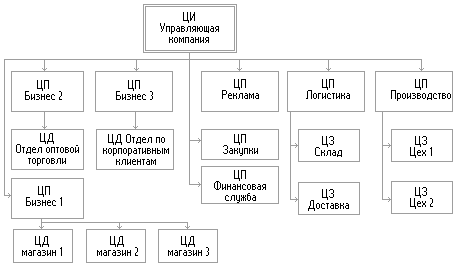 ЦИ
Управляющая
компания
ЦП
Бизнес 2
ЦП
Бизнес 3
ЦП
Реклама
ЦП
Логистика
ЦП
Производство
ЦД
Отдел оптовой
торговли
ЦД Отдел по
корпоративным
клиентам
ЦП
Закупки
ЦЗ
Склад
ЦЗ
Цех 1
ЦП
Бизнес 1
ЦП
Финансовая
служба
ЦЗ
Доставка
ЦЗ
Цех 2
ЦД
магазин 1
ЦД
магазин 2
ЦД
магазин 3